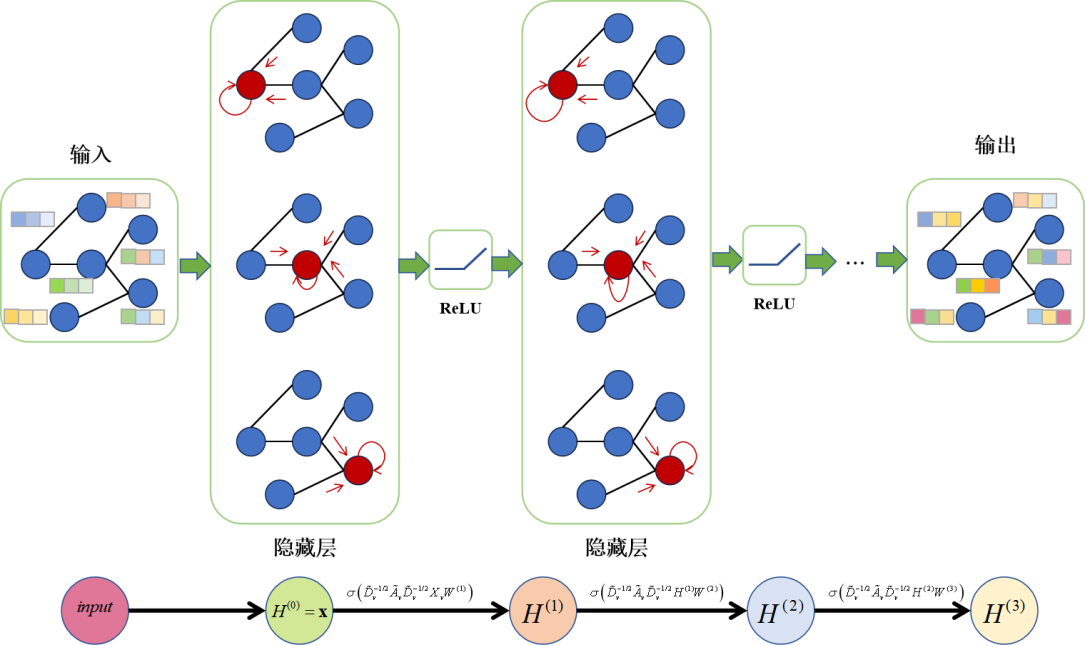 输入
输出
ReLU
ReLU
...
隐藏层
隐藏层
input
H^{(0)} = x
σ(D̃_v^{-1/2} Ã_v D̃_v^{-1/2} X_v W^{(1)})
H^{(1)}
σ(D̃_v^{-1/2} Ã_v D̃_v^{-1/2} H^{(1)} W^{(2)})
H^{(2)}
σ(D̃_v^{-1/2} Ã_v D̃_v^{-1/2} H^{(2)} W^{(3)})
H^{(3)}